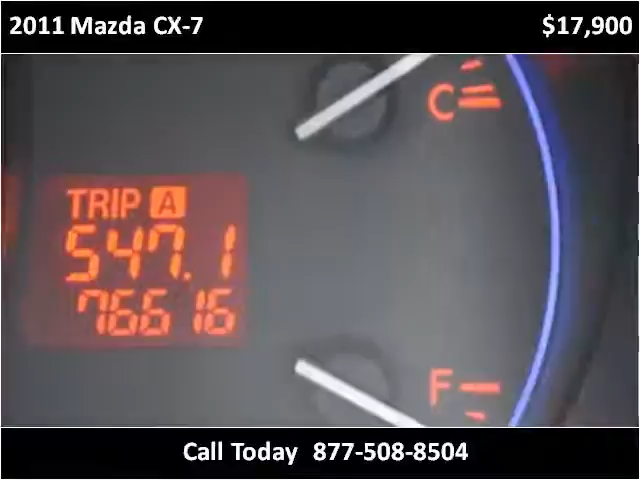 2011 Mazda CX-7 $17,900
C
TRIP A
547.1
76616
F
Call Today 877-508-8504